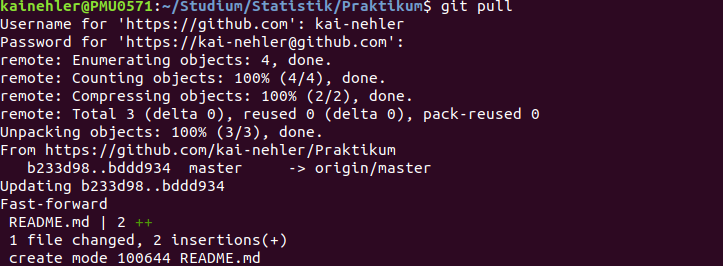 kainehler@PMU0571:~/Studium/Statistik/Praktikum$ git pull
Username for 'https://github.com': kai-nehler
Password for 'https://kai-nehler@github.com':
remote: Enumerating objects: 4, done.
remote: Counting objects: 100% (4/4), done.
remote: Compressing objects: 100% (2/2), done.
remote: Total 3 (delta 0), reused 0 (delta 0), pack-reused 0
Unpacking objects: 100% (3/3), done.
From https://github.com/kai-nehler/Praktikum
   b233d98..bddd934  master     -> origin/master
Updating b233d98..bddd934
Fast-forward
 README.md | 2 ++
 1 file changed, 2 insertions(+)
 create mode 100644 README.md